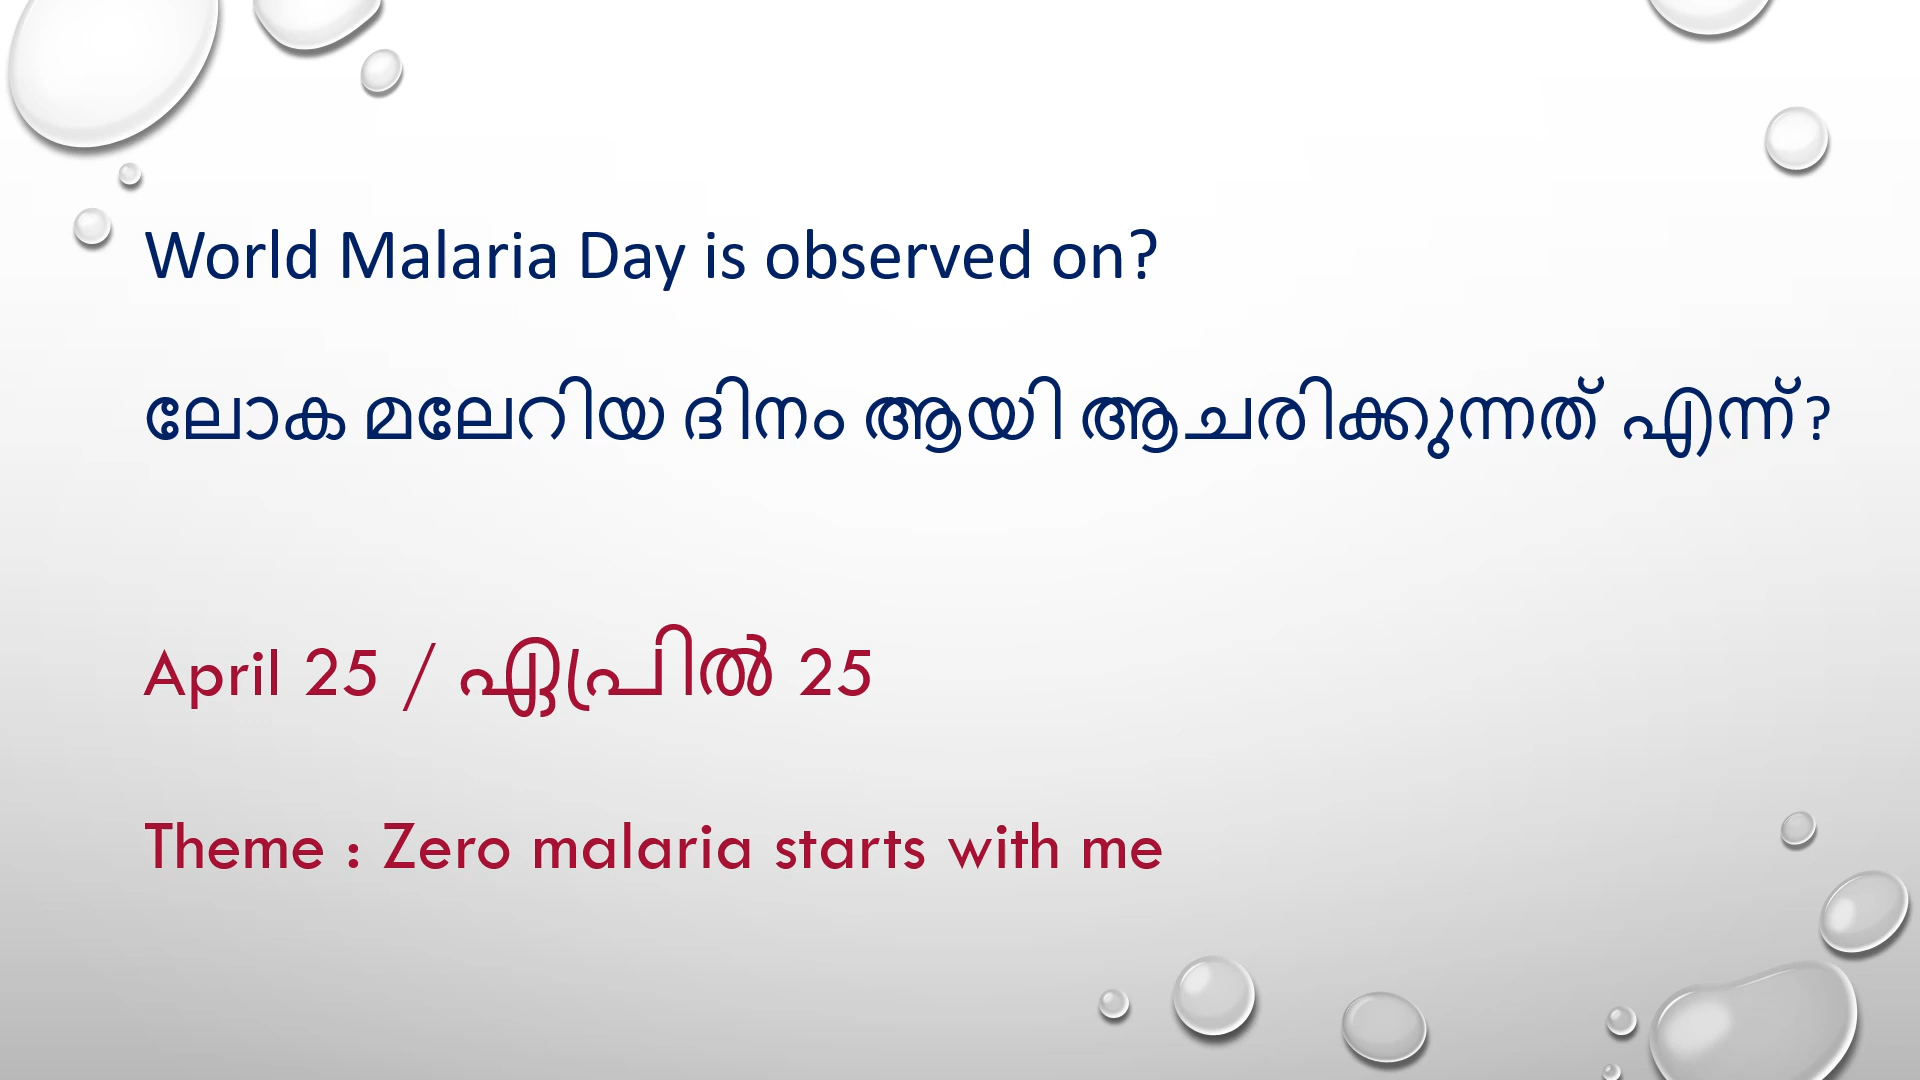 World Malaria Day is observed on?
ലോക മലേറിയ ദിനം ആയി ആചരിക്കുന്നത് എന്ന്?
April 25 / ഏപ്രിൽ 25
Theme : Zero malaria starts with me